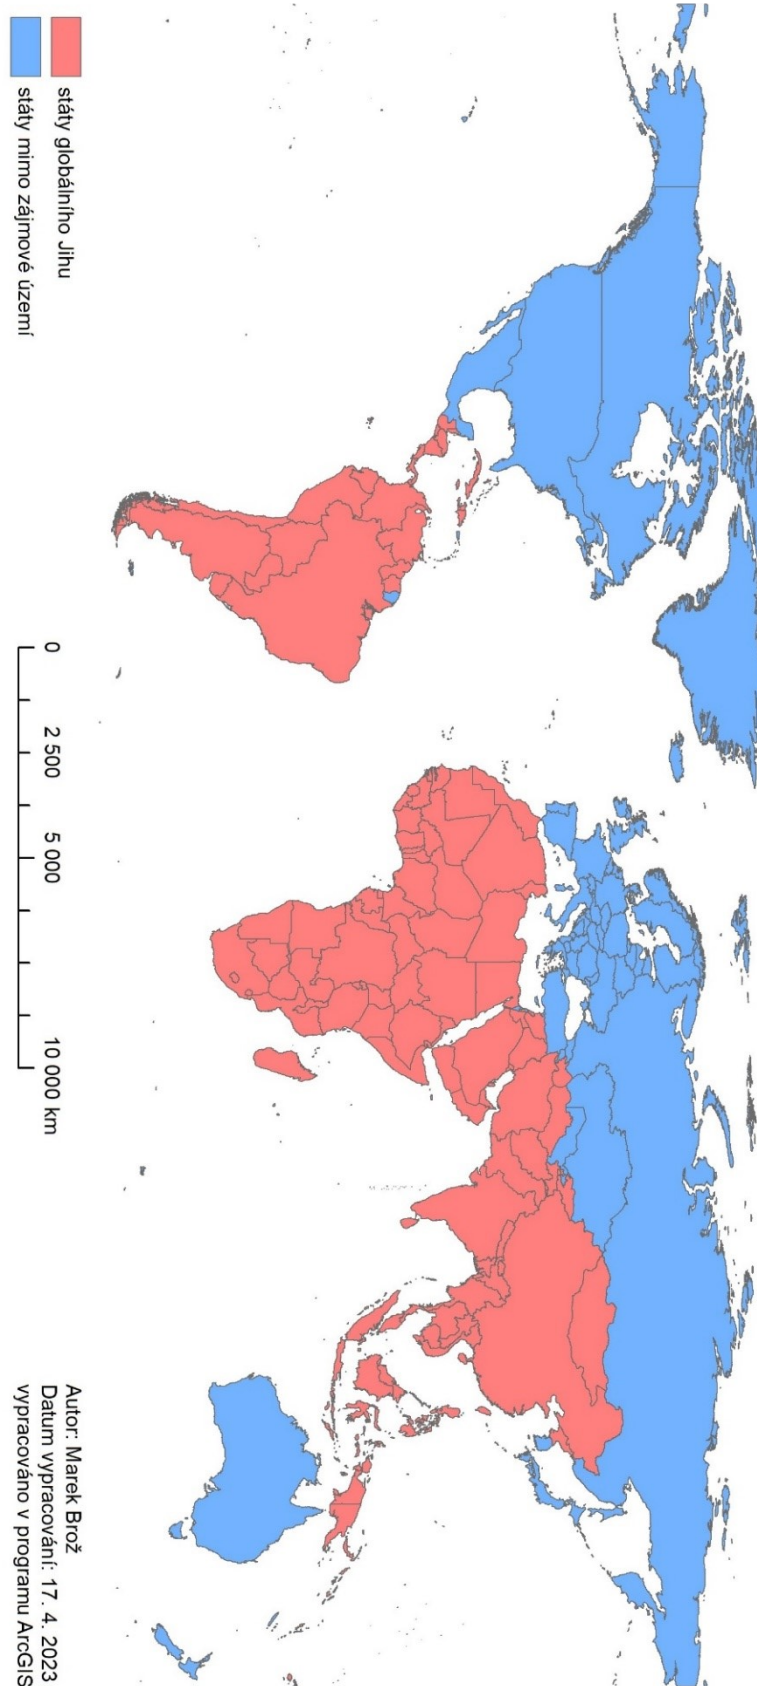 státy globálního Jihu
státy mimo zájmové území
0 2 500 5 000 10 000 km
Autor: Marek Brož
Datum vypracování: 17. 4. 2023
vypracováno v programu ArcGIS